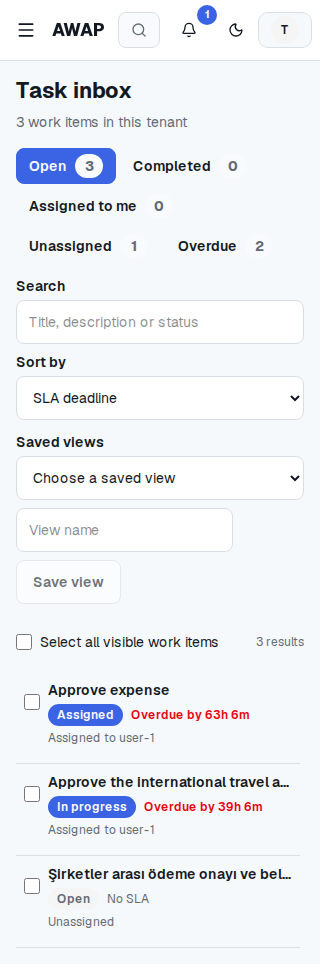 AWAP
1
T
Task inbox
3 work items in this tenant
Open 3 Completed 0
Assigned to me 0
Unassigned 1 Overdue 2
Search
Title, description or status
Sort by
SLA deadline
Saved views
Choose a saved view
View name
Save view
Select all visible work items 3 results
Approve expense
Assigned Overdue by 63h 6m
Assigned to user-1
Approve the international travel a...
In progress Overdue by 39h 6m
Assigned to user-1
Şirketler arası ödeme onayı ve bel...
Open No SLA
Unassigned